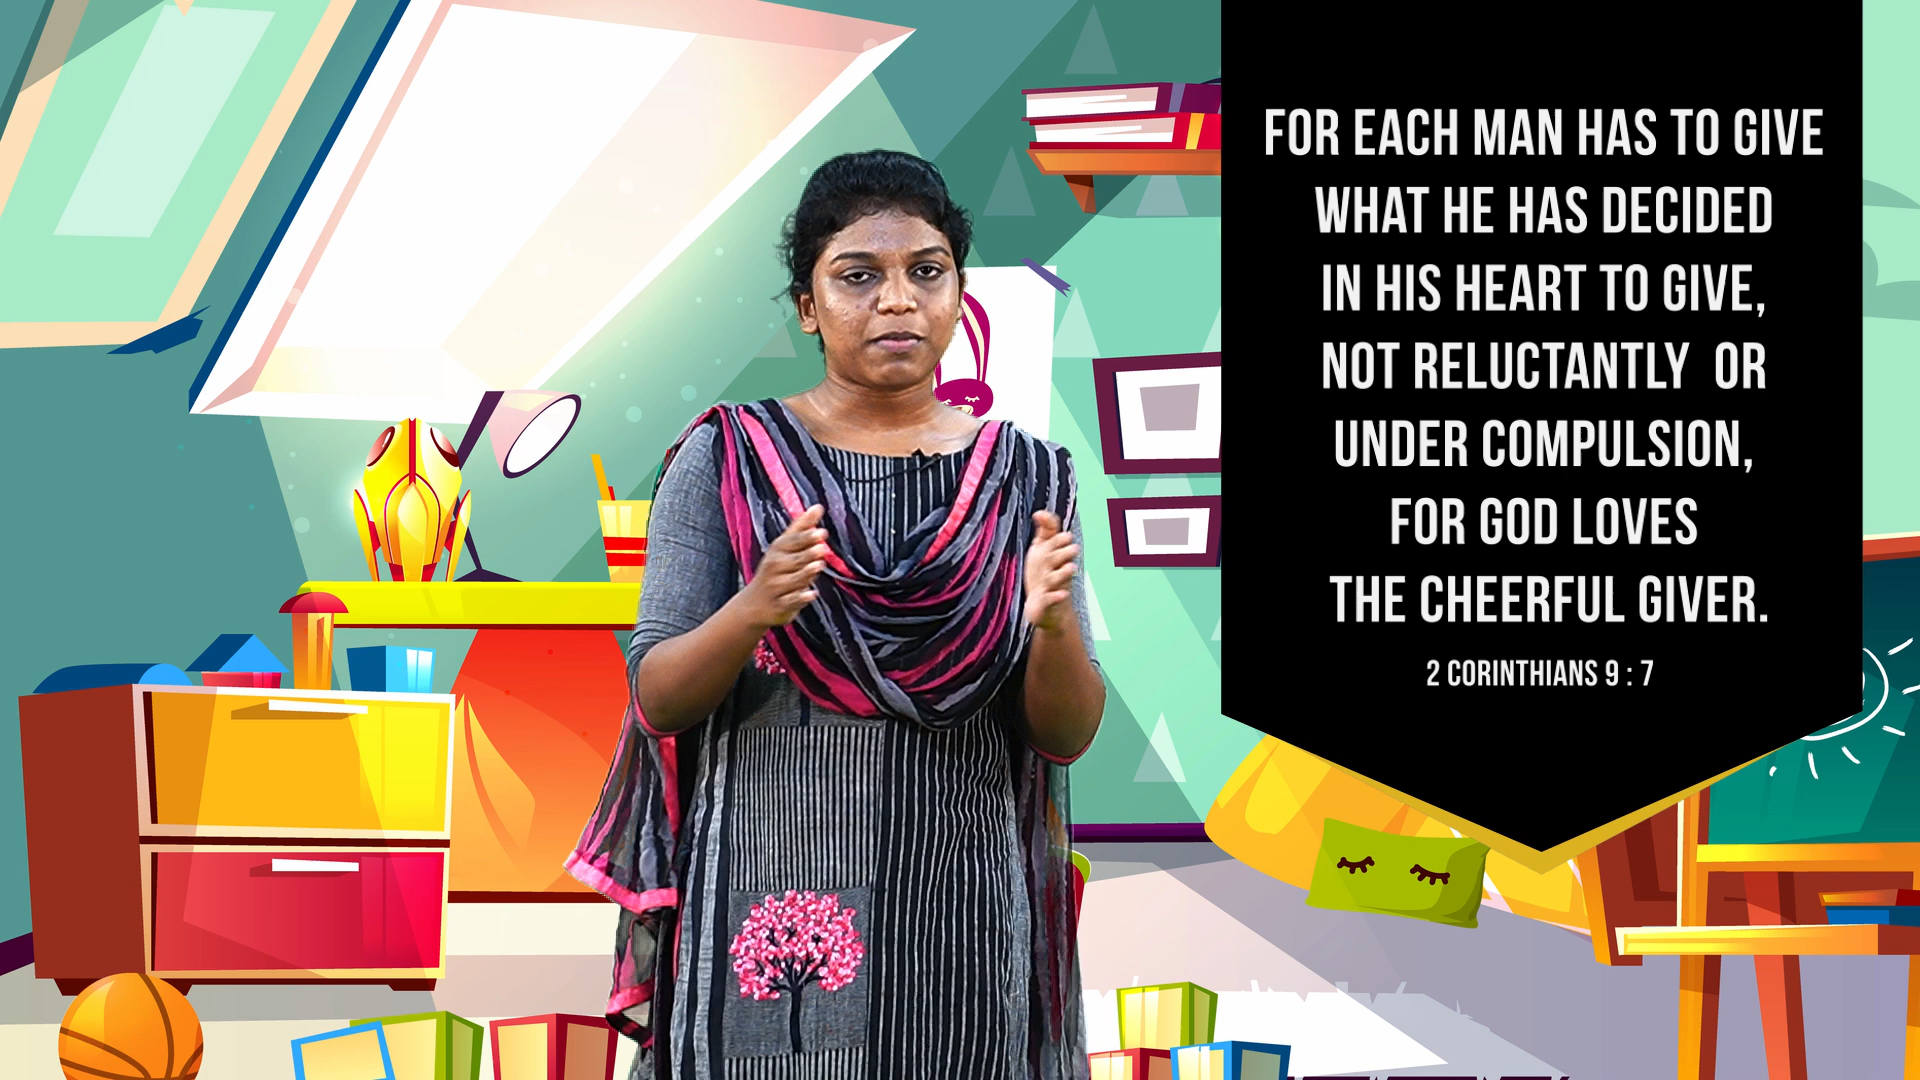 FOR EACH MAN HAS TO GIVE
WHAT HE HAS DECIDED
IN HIS HEART TO GIVE,
NOT RELUCTANTLY OR
UNDER COMPULSION,
FOR GOD LOVES
THE CHEERFUL GIVER.
2 CORINTHIANS 9 : 7